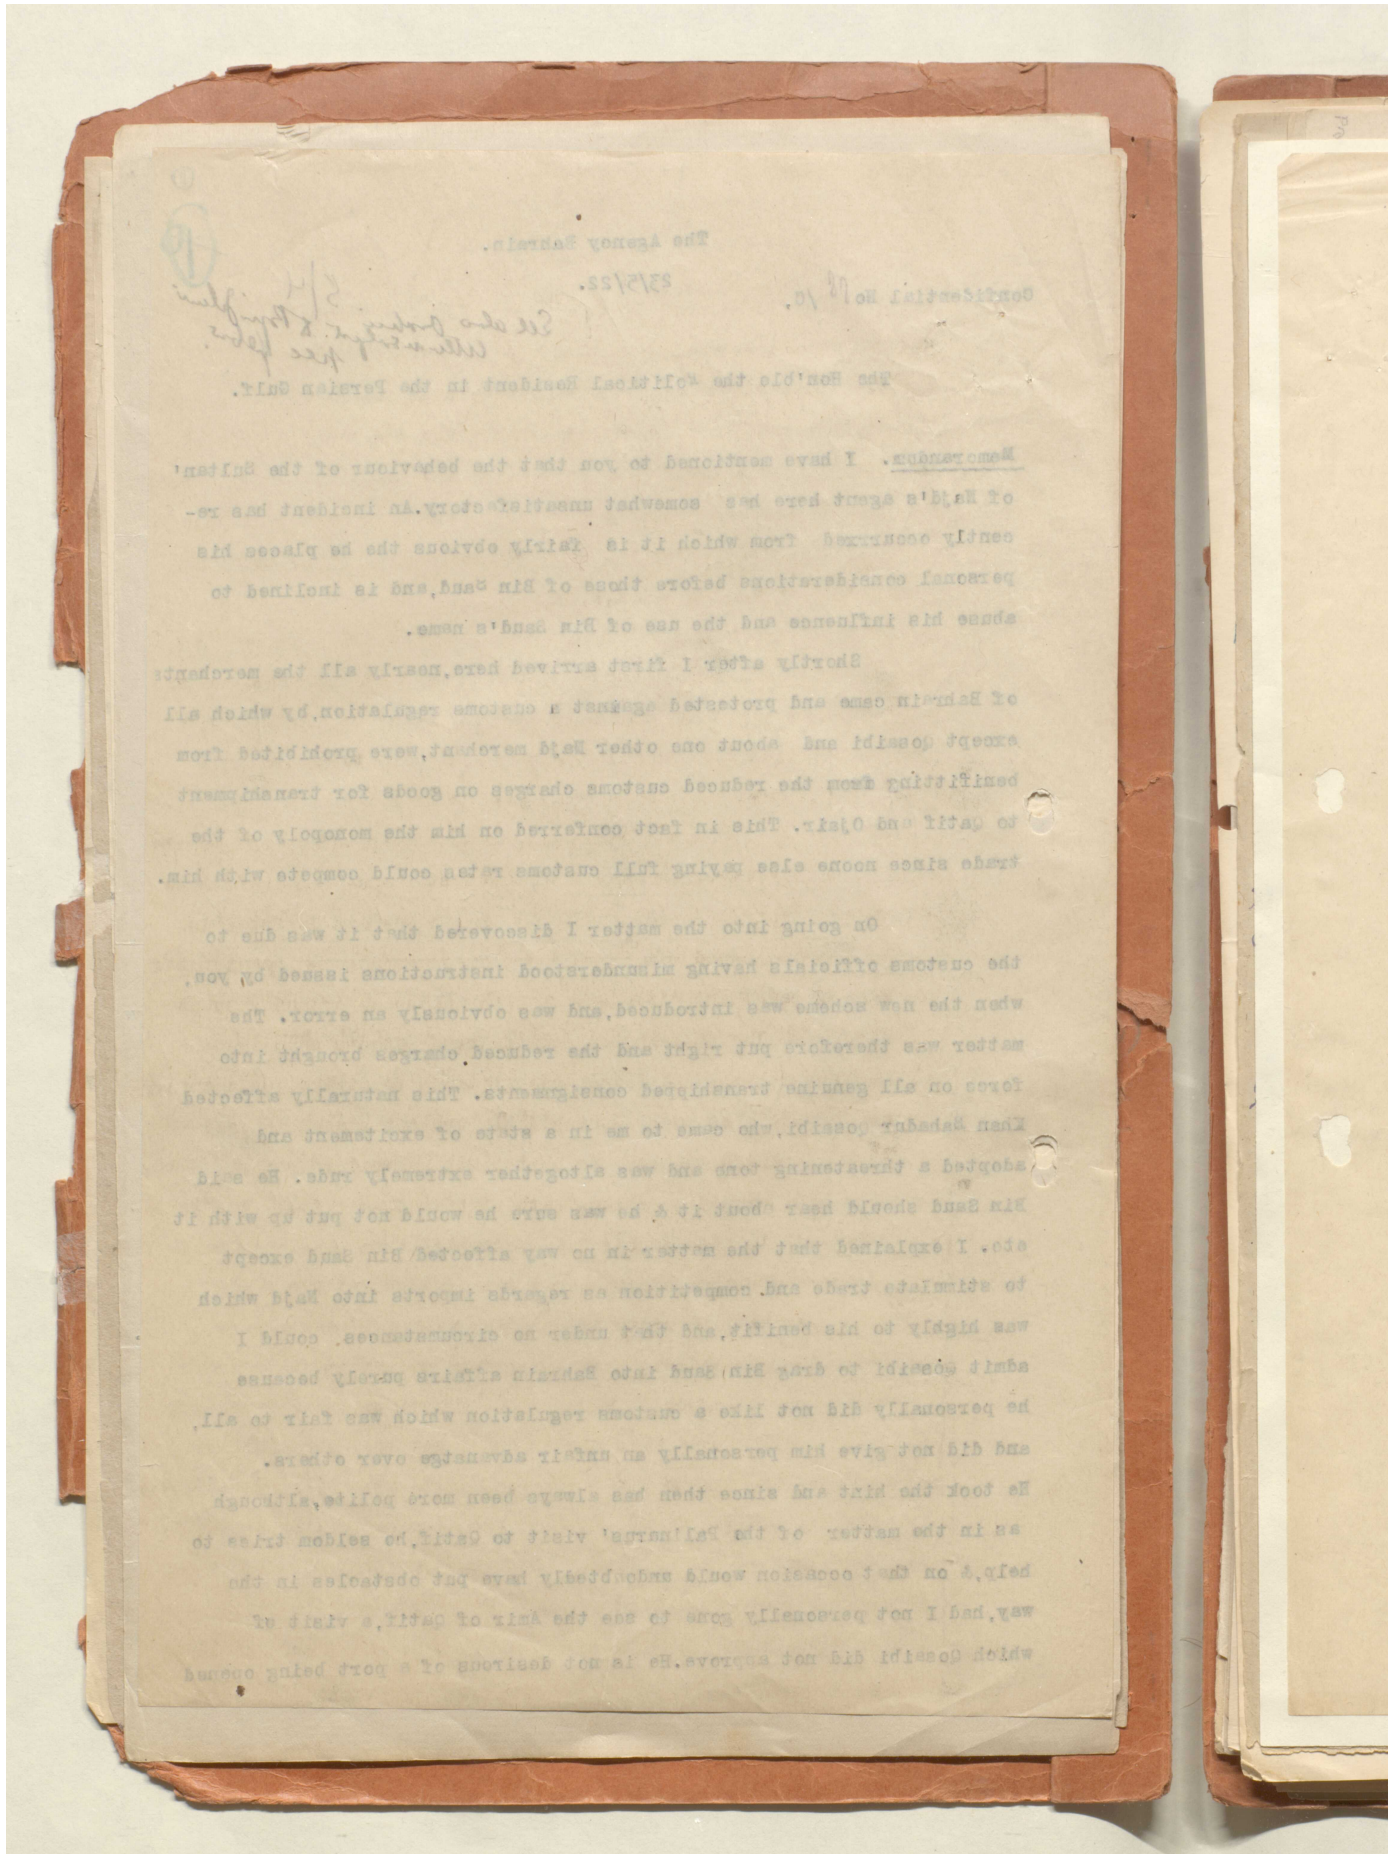 The Agency Bahrain.
23/5/22.
Confidential No /C.
See also
The Hon'ble the Political Resident in the Persian Gulf.
Memorandum. I have mentioned to you that the behaviour of the Sultan'
of Najd's agent here has somewhat unsatisfactory.An incident has re-
cently occurrred from which it is fairly obvious the he places his
personal considerations before those of Bin Saud,and is inclined to
abuse his influence and the use of Bin Saud's name.
Shortly after I first arrived here,nearly all the merchants
of Bahrain came and protested against a customs regulation,by which all
except Qosaibi and about one other Najd merchant,were prohibited from
benifitting from the reduced customs charges on goods for transhipment
to Qatif and Ojair. This in fact conferred on him the monopoly of the
trade since noone else paying full customs rates could compete with him.
On going into the matter I discovered that it was due to
the customs officials having misunderstood instructions issued by you,
when the new scheme was introduced,and was obviously an error. The
matter was therefore put right and the reduced charges brought into
force on all genuine transhipped consignments. This naturally affected
Khan Bahadur Qosaibi,who came to me in a state of excitement and
adopted a threatening tone and was altogether extremely rude. He said
Bin Saud should hear about it & he was sure he would not put up with it
etc. I explained that the matter in no way affected Bin Saud except
to stimulate trade and competition as regards imports into Najd which
was highly to his benifit,and that under no circumstances could I
admit Qosaibi to drag Bin Saud into Bahrain affairs purely because
he personally did not like a customs regulation which was fair to all,
and did not give him personally an unfair advanatge over others.
He took the hint and since then has always been more polite,although
as in the matter of the Palinurus' visit to Qatif,he seldom tries to
help,& on that occasion would undobtedly have put obstacles in the
way,had I not personally gone to see the Amir of Qatif,a visit of
which Qosaibi did not approve.He is not desirous of a port being opened